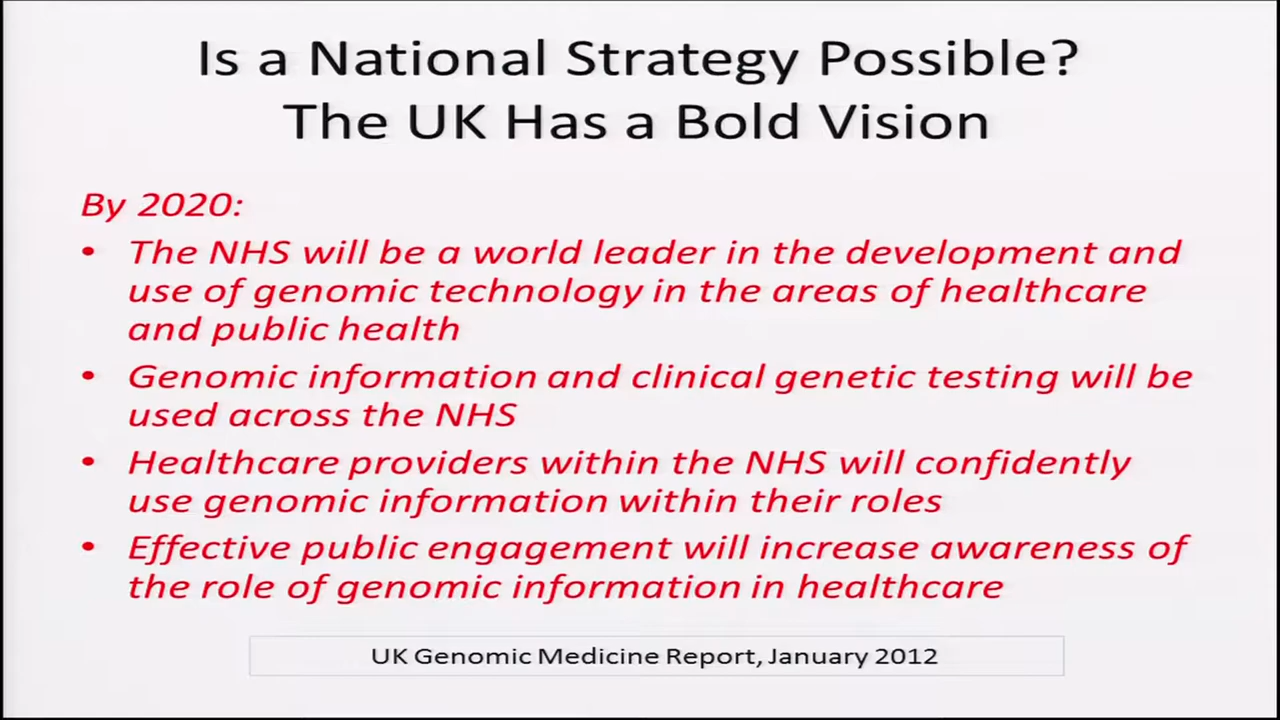 Is a National Strategy Possible?
The UK Has a Bold Vision
By 2020:
• The NHS will be a world leader in the development and
use of genomic technology in the areas of healthcare
and public health
• Genomic information and clinical genetic testing will be
used across the NHS
• Healthcare providers within the NHS will confidently
use genomic information within their roles
• Effective public engagement will increase awareness of
the role of genomic information in healthcare
UK Genomic Medicine Report, January 2012